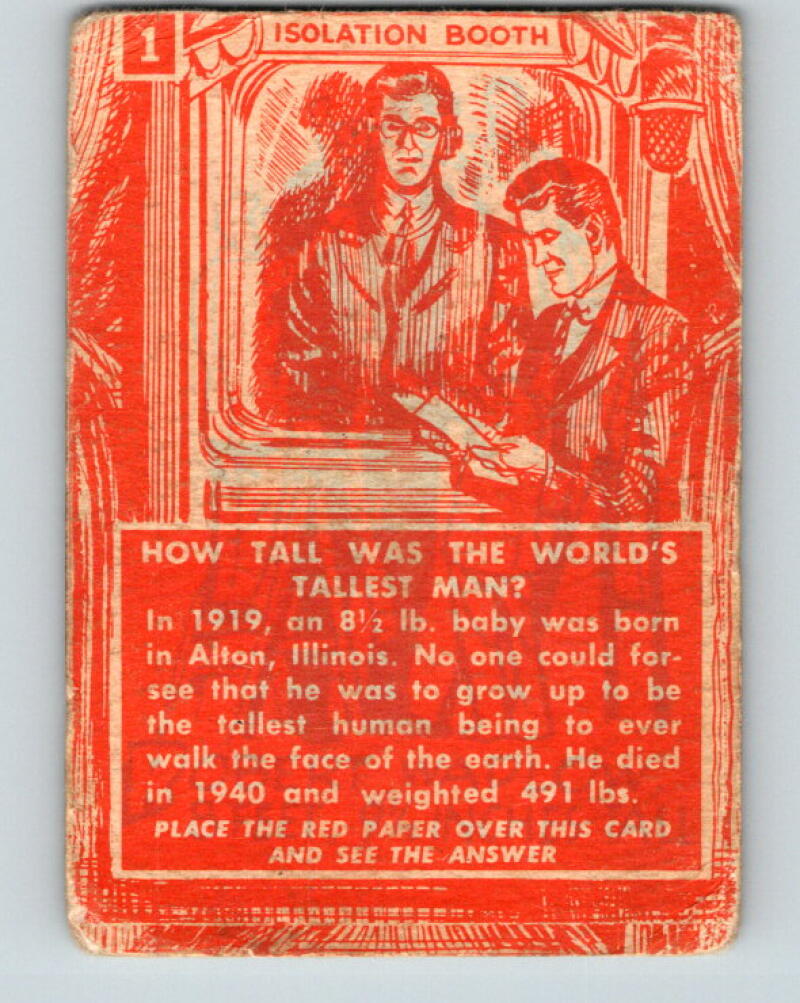 1
ISOLATION BOOTH
HOW TALL WAS THE WORLD'S
TALLEST MAN?
In 1919, an 8½ lb. baby was born
in Alton, Illinois. No one could for-
see that he was to grow up to be
the tallest human being to ever
walk the face of the earth. He died
in 1940 and weighted 491 lbs.
PLACE THE RED PAPER OVER THIS CARD
AND SEE THE ANSWER